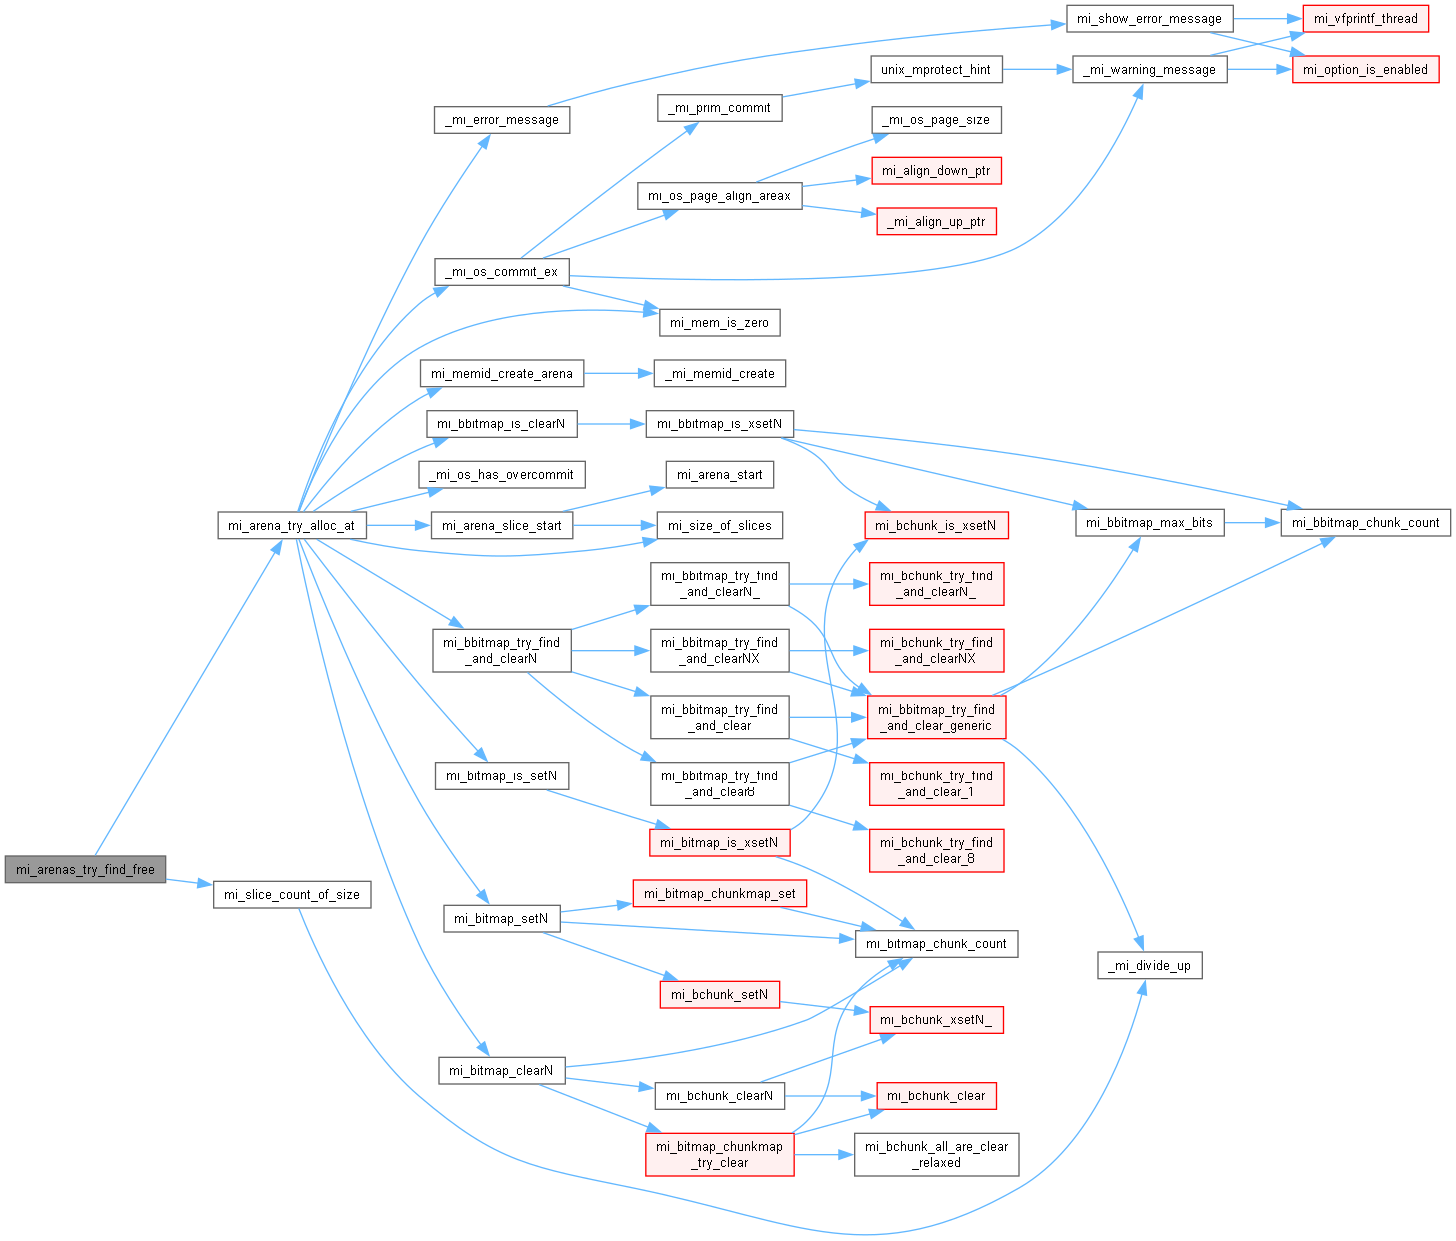 mi_show_error_message
mi_vfprintf_thread
unix_mprotect_hint
_mi_warning_message
mi_option_is_enabled
_mi_prim_commit
_mi_error_message
_mi_os_page_size
mi_align_down_ptr
mi_os_page_align_areax
_mi_align_up_ptr
_mi_os_commit_ex
mi_mem_is_zero
mi_memid_create_arena
_mi_memid_create
mi_bbitmap_is_clearN
mi_bbitmap_is_xsetN
_mi_os_has_overcommit
mi_arena_start
mi_arena_try_alloc_at
mi_arena_slice_start
mi_size_of_slices
mi_bchunk_is_xsetN
mi_bbitmap_max_bits
mi_bbitmap_chunk_count
mi_bbitmap_try_find
_and_clearN_
mi_bchunk_try_find
_and_clearN_
mi_bbitmap_try_find
_and_clearN
mi_bbitmap_try_find
_and_clearNX
mi_bchunk_try_find
_and_clearNX
mi_bbitmap_try_find
_and_clear
mi_bbitmap_try_find
_and_clear_generic
mi_bitmap_is_setN
mi_bbitmap_try_find
_and_clear8
mi_bchunk_try_find
_and_clear_1
mi_bitmap_is_xsetN
mi_bchunk_try_find
_and_clear_8
mi_arenas_try_find_free
mi_slice_count_of_size
mi_bitmap_chunkmap_set
mi_bitmap_setN
mi_bitmap_chunk_count
_mi_divide_up
mi_bchunk_setN
mi_bchunk_xsetN_
mi_bitmap_clearN
mi_bchunk_clearN
mi_bchunk_clear
mi_bitmap_chunkmap
_try_clear
mi_bchunk_all_are_clear
_relaxed